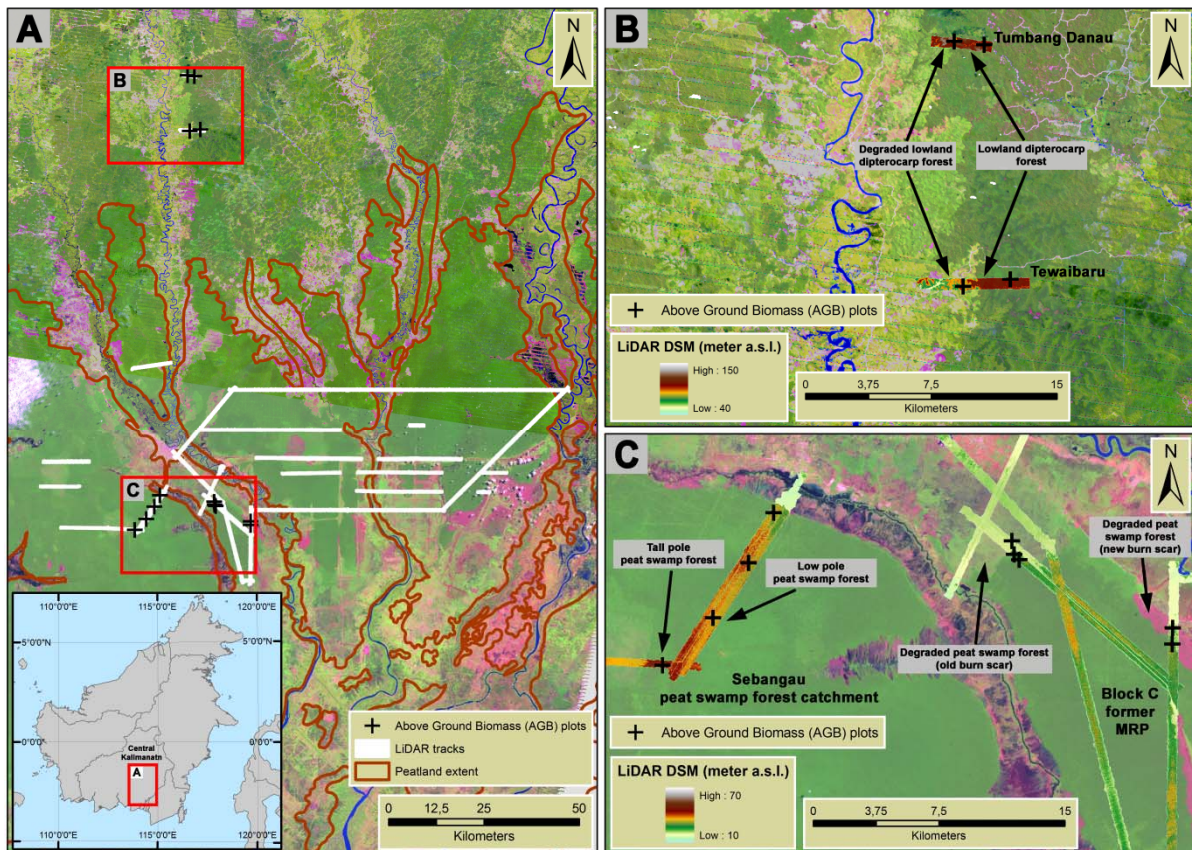 A
N
B
C
110°0'0"E
115°0'0"E
120°0'0"E
5°0'0"N
5°0'0"N
0°0'0"
0°0'0"
Central
Kalimanatn
A
110°0'0"E
115°0'0"E
120°0'0"E
Above Ground Biomass (AGB) plots
LiDAR tracks
Peatland extent
0
12,5
25
50
Kilometers
B
N
Tumbang Danau
Degraded lowland
dipterocarp forest
Lowland dipterocarp
forest
Tewaibaru
Above Ground Biomass (AGB) plots
LiDAR DSM (meter a.s.l.)
High : 150
Low : 40
0
3,75
7,5
15
Kilometers
C
N
Degraded peat
swamp forest
(new burn scar)
Tall pole
peat swamp forest
Low pole
peat swamp forest
Degraded peat swamp forest
(old burn scar)
Sebangau
peat swamp forest catchment
Block C
former
MRP
Above Ground Biomass (AGB) plots
LiDAR DSM (meter a.s.l.)
High : 70
Low : 10
0
3,75
7,5
15
Kilometers